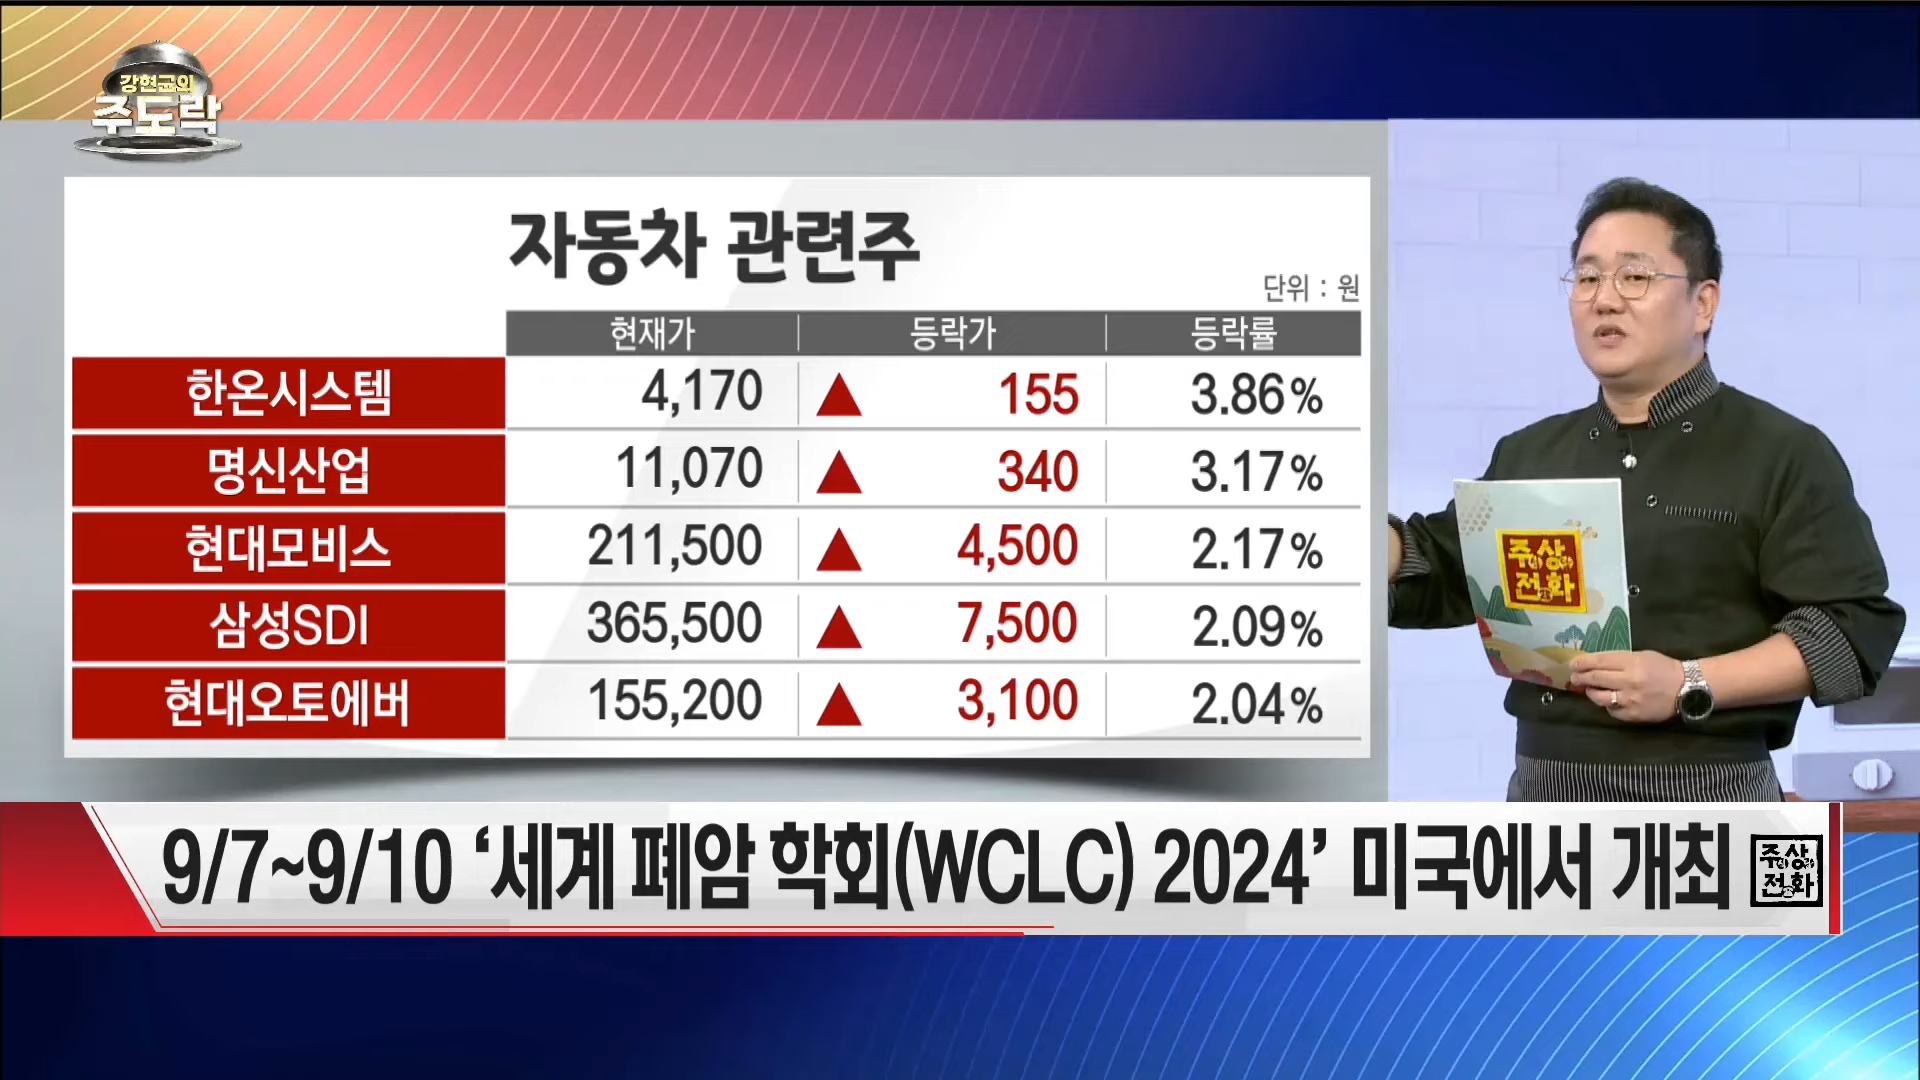 강현균의
주도락
자동차 관련주
단위 : 원
현재가 등락가 등락률
한온시스템 4,170 ▲ 155 3.86%
명신산업 11,070 ▲ 340 3.17%
현대모비스 211,500 ▲ 4,500 2.17%
삼성SDI 365,500 ▲ 7,500 2.09%
현대오토에버 155,200 ▲ 3,100 2.04%
주상
전화
9/7~9/10 ‘세계 폐암 학회(WCLC) 2024’ 미국에서 개최
주상
전화